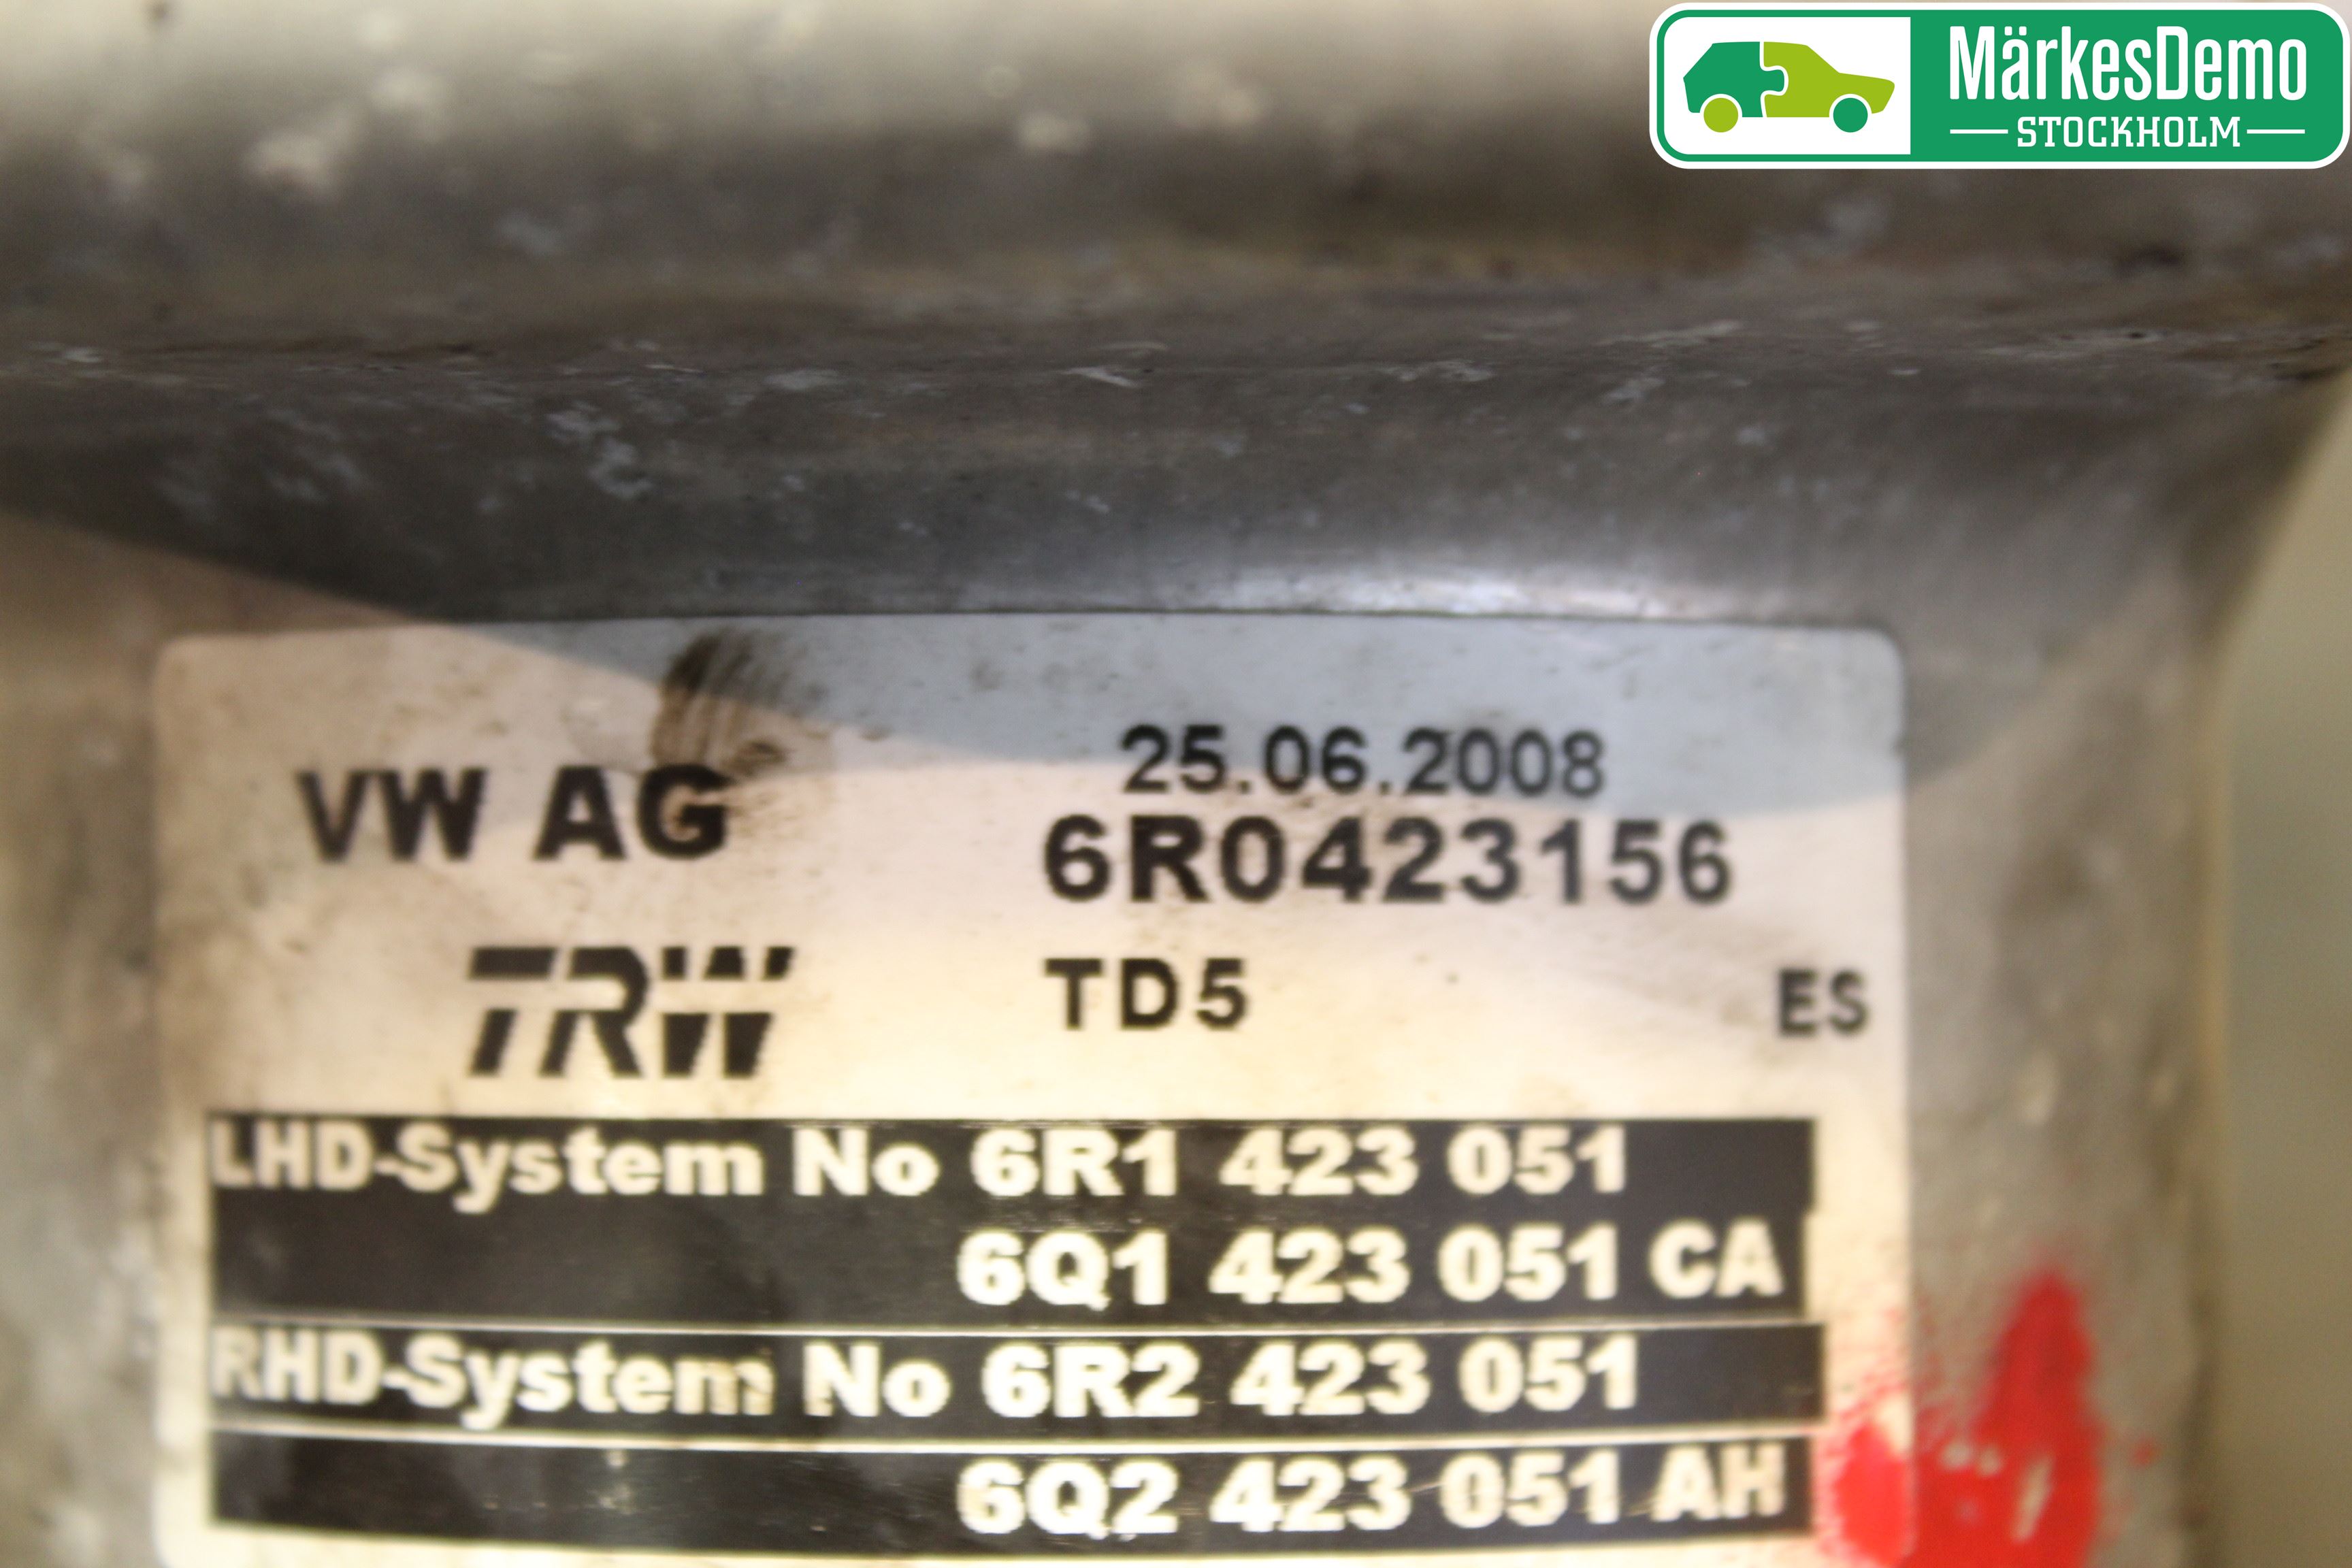 MärkesDemo
STOCKHOLM
25.06.2008
VW AG 6R0423156
TRW TD5 ES
LHD-System No 6R1 423 051
6Q1 423 051 CA
RHD-System No 6R2 423 051
6Q2 423 051 AH